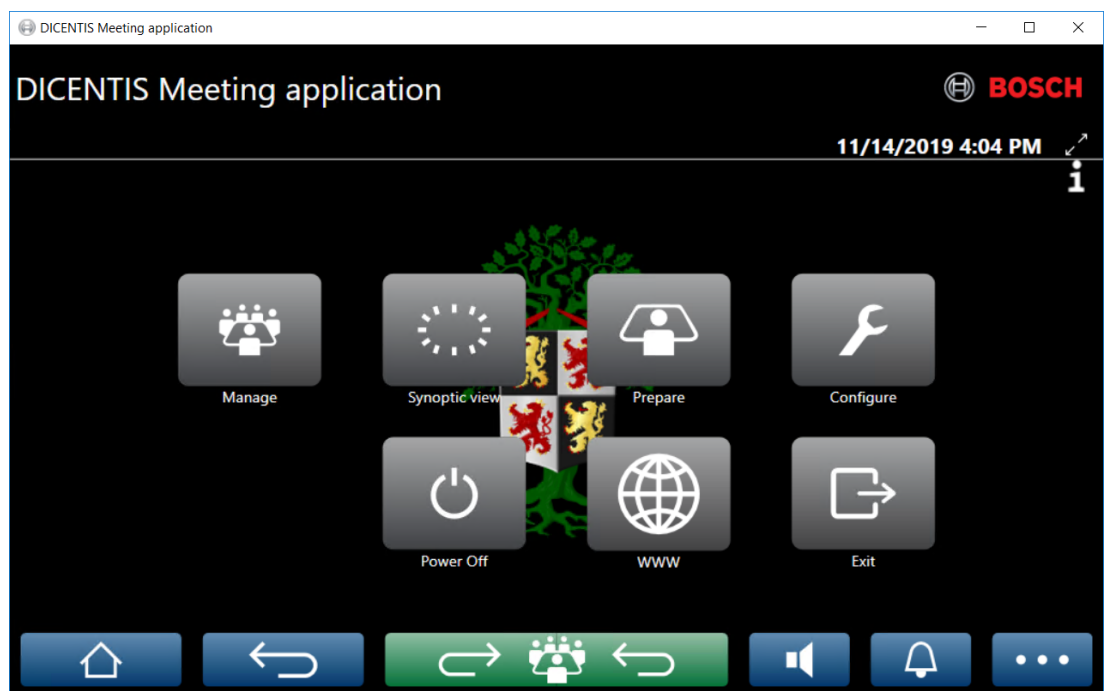 DICENTIS Meeting application
DICENTIS Meeting application
BOSCH
11/14/2019 4:04 PM
i
Manage
Synoptic view
Prepare
Configure
Power Off
WWW
Exit